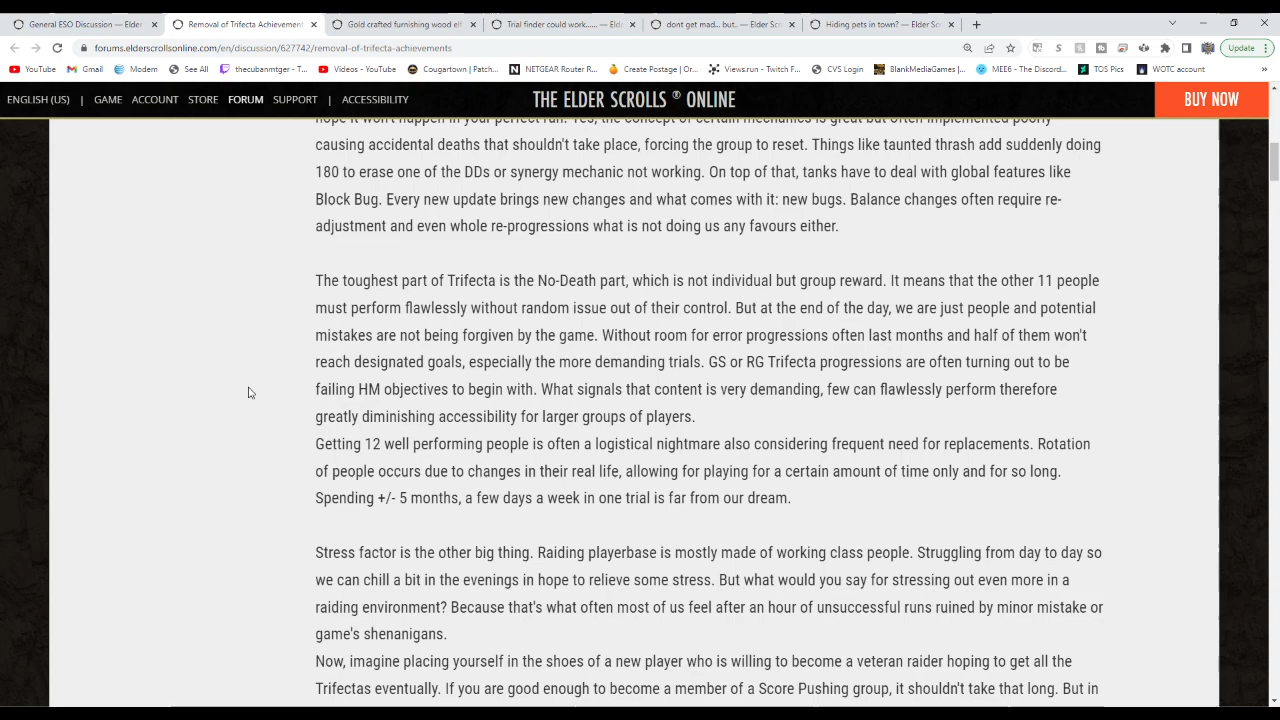 General ESO Discussion — Elder
Removal of Trifecta Achievement
Gold crafted furnishing wood elf
Trial finder could work...... — Eld
dont get mad... but.. — Elder Scr
Hiding pets in town? — Elder Scr
forums.elderscrollsonline.com/en/discussion/627742/removal-of-trifecta-achievements
Update
YouTube
Gmail
Modem
See All
thecubanmtger - T...
Videos - YouTube
Cougartown | Patch...
NETGEAR Router R...
Create Postage | Or...
Views.run - Twitch F...
CVS Login
BlankMediaGames |...
MEE6 - The Discord...
TOS Pics
WOTC account
»
ENGLISH (US) | GAME ACCOUNT STORE FORUM SUPPORT | ACCESSIBILITY
THE ELDER SCROLLS ® ONLINE
BUY NOW
hope it won't happen in your perfect run. Yes, the concept of certain mechanics is great but often implemented poorly
causing accidental deaths that shouldn't take place, forcing the group to reset. Things like taunted thrash add suddenly doing
180 to erase one of the DDs or synergy mechanic not working. On top of that, tanks have to deal with global features like
Block Bug. Every new update brings new changes and what comes with it: new bugs. Balance changes often require re-
adjustment and even whole re-progressions what is not doing us any favours either.
The toughest part of Trifecta is the No-Death part, which is not individual but group reward. It means that the other 11 people
must perform flawlessly without random issue out of their control. But at the end of the day, we are just people and potential
mistakes are not being forgiven by the game. Without room for error progressions often last months and half of them won't
reach designated goals, especially the more demanding trials. GS or RG Trifecta progressions are often turning out to be
failing HM objectives to begin with. What signals that content is very demanding, few can flawlessly perform therefore
greatly diminishing accessibility for larger groups of players.
Getting 12 well performing people is often a logistical nightmare also considering frequent need for replacements. Rotation
of people occurs due to changes in their real life, allowing for playing for a certain amount of time only and for so long.
Spending +/- 5 months, a few days a week in one trial is far from our dream.
Stress factor is the other big thing. Raiding playerbase is mostly made of working class people. Struggling from day to day so
we can chill a bit in the evenings in hope to relieve some stress. But what would you say for stressing out even more in a
raiding environment? Because that's what often most of us feel after an hour of unsuccessful runs ruined by minor mistake or
game's shenanigans.
Now, imagine placing yourself in the shoes of a new player who is willing to become a veteran raider hoping to get all the
Trifectas eventually. If you are good enough to become a member of a Score Pushing group, it shouldn't take that long. But in